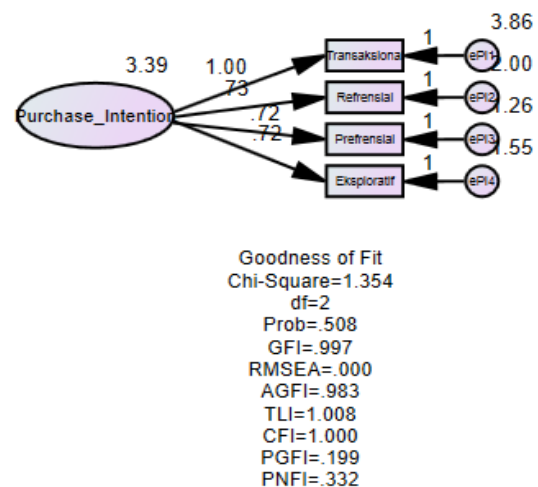 3.86
3.39
1.00
1
Transaksional
ePI1
2.00
.73
1
Refrensial
ePI2
1.26
Purchase_Intention
.72
1
Prefrensial
ePI3
1.55
.72
1
Eksploratif
ePI4
Goodness of Fit
Chi-Square=1.354
df=2
Prob=.508
GFI=.997
RMSEA=.000
AGFI=.983
TLI=1.008
CFI=1.000
PGFI=.199
PNFI=.332